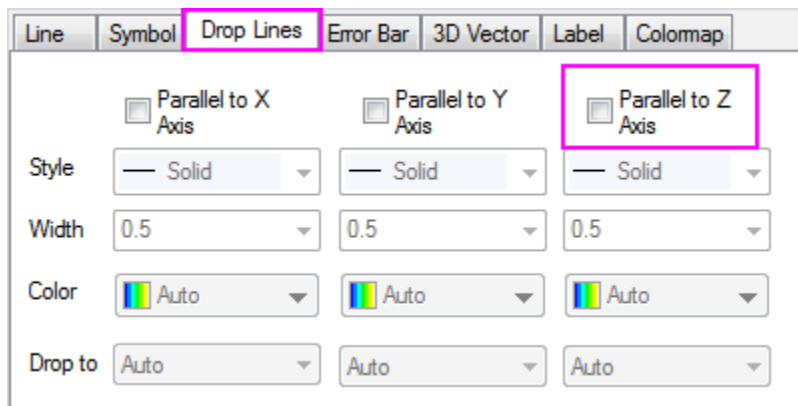 Line Symbol Drop Lines Error Bar 3D Vector Label Colormap
Parallel to X Parallel to Y Parallel to Z
Axis Axis Axis
Style Solid Solid Solid
Width 0.5 0.5 0.5
Color Auto Auto Auto
Drop to Auto Auto Auto